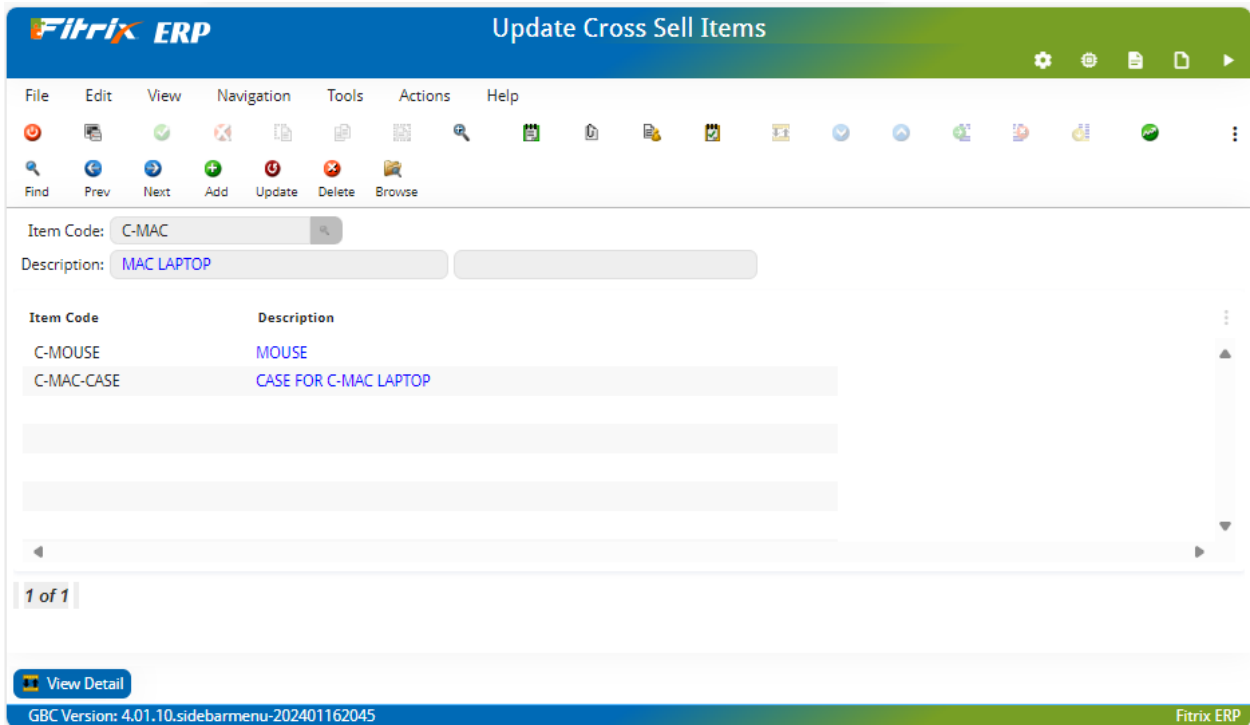 Fitrix ERP
Update Cross Sell Items
File Edit View Navigation Tools Actions Help
Find Prev Next Add Update Delete Browse
Item Code: C-MAC
Description: MAC LAPTOP
Item Code Description
C-MOUSE MOUSE
C-MAC-CASE CASE FOR C-MAC LAPTOP
1 of 1
View Detail
GBC Version: 4.01.10.sidebarmenu-202401162045 Fitrix ERP